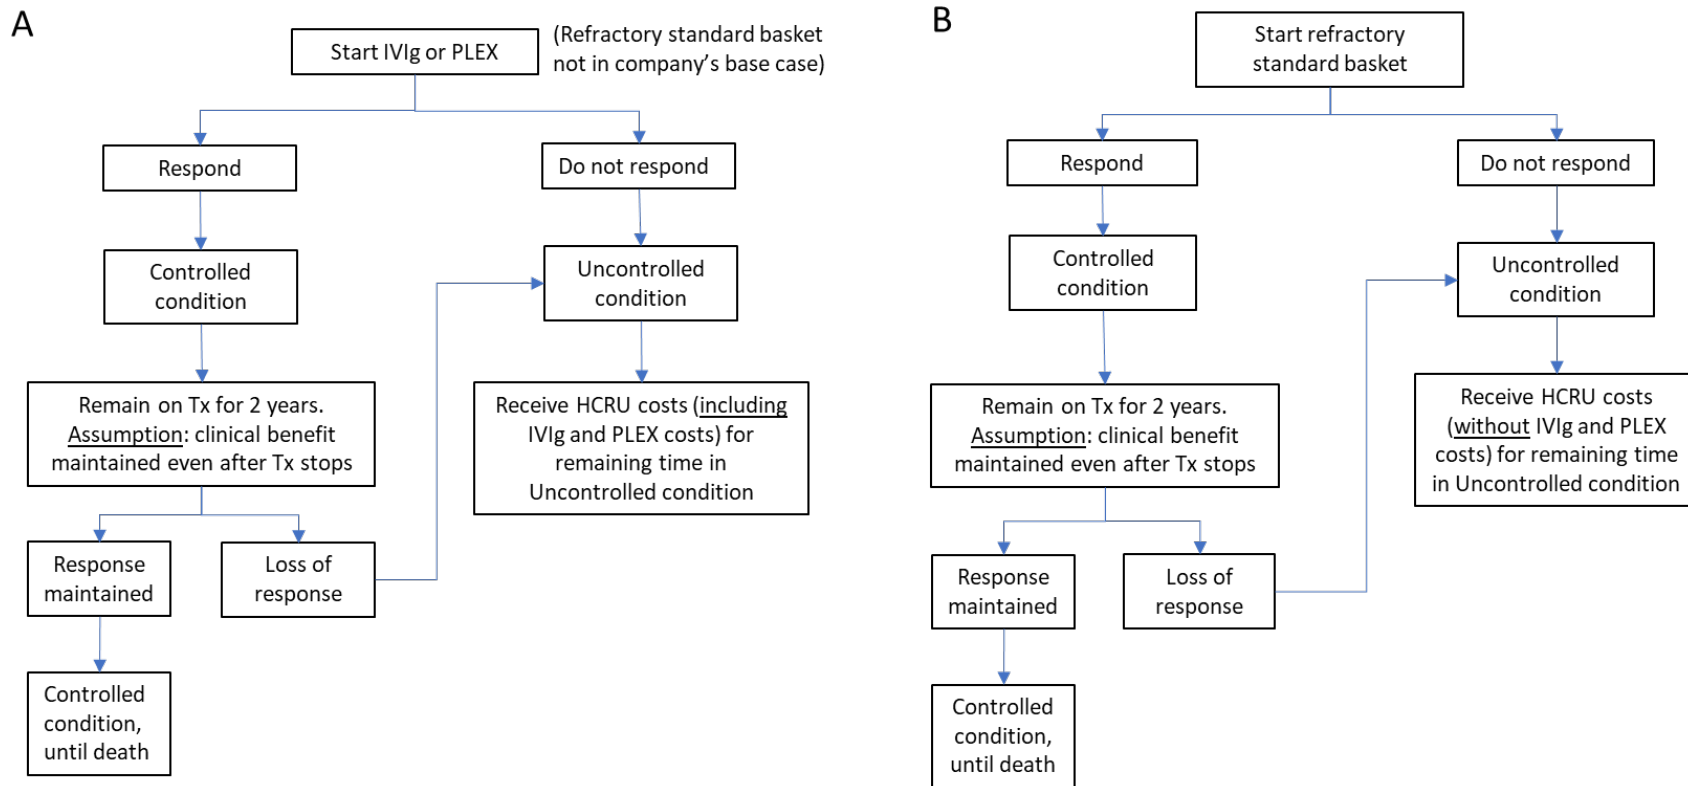 A
Start IVIg or PLEX
(Refractory standard basket
not in company's base case)
Respond
Do not respond
Controlled
condition
Uncontrolled
condition
Remain on Tx for 2 years.
Assumption: clinical benefit
maintained even after Tx stops
Receive HCRU costs (including
IVIg and PLEX costs) for
remaining time in
Uncontrolled condition
Response
maintained
Loss of
response
Controlled
condition,
until death
B
Start refractory
standard basket
Respond
Do not respond
Controlled
condition
Uncontrolled
condition
Remain on Tx for 2 years.
Assumption: clinical benefit
maintained even after Tx stops
Receive HCRU costs
(without IVIg and PLEX
costs) for remaining time
in Uncontrolled condition
Response
maintained
Loss of
response
Controlled
condition,
until death